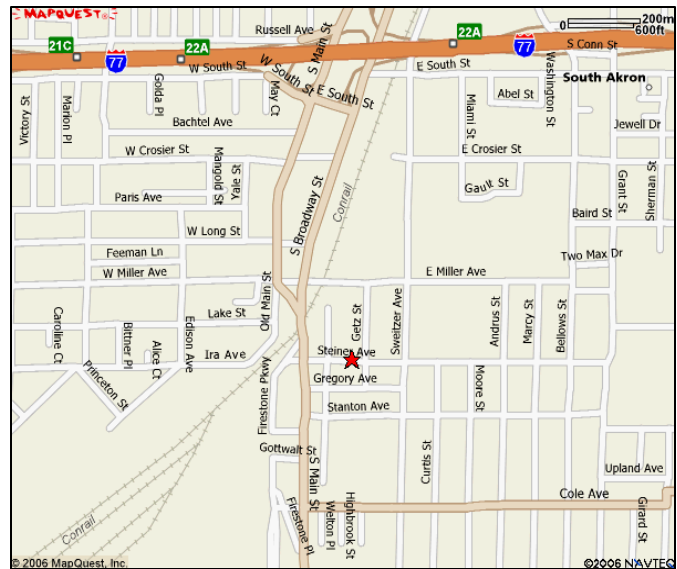 MAPQUEST®
200m
600ft
Russell Ave
21C
22A
22A
77
77
S Conn St
W South St
S Main St
E South St
Washington St
South Akron
Golda Pl
May Ct
W South St
E South St
Miami St
Abel St
Victory St
Marion Pl
Bachtel Ave
Jewell Dr
W Crosier St
E Crosier St
Mangold St
Yale St
Gault St
Grant St
Sherman St
Paris Ave
S Broadway St
Conrail
Baird St
W Long St
Feeman Ln
Two Max Dr
W Miller Ave
E Miller Ave
Old Main St
Lake St
Getz St
Sweitzer Ave
Andrus St
Marcy St
Bellows St
Caroline Ct
Bittner Pl
Alice Ct
Edison Ave
Ira Ave
Steiner Ave
Princeton St
Firestone Pkwy
Gregory Ave
Moore St
Stanton Ave
Gottwalt St
S Main St
Curtis St
Upland Ave
Cole Ave
Conrail
Firestone Pl
Welton Pl
Highbrook St
Girard St
© 2006 MapQuest, Inc.
©2006 NAVTEQ